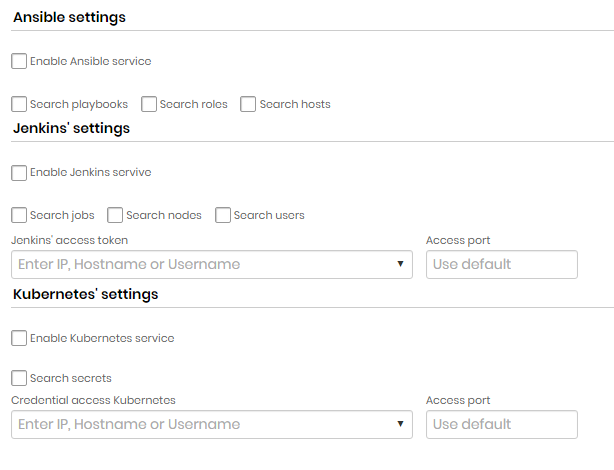 Ansible settings
Enable Ansible service
Search playbooks Search roles Search hosts
Jenkins' settings
Enable Jenkins servive
Search jobs Search nodes Search users
Jenkins' access token Access port
Enter IP, Hostname or Username Use default
Kubernetes' settings
Enable Kubernetes service
Search secrets
Credential access Kubernetes Access port
Enter IP, Hostname or Username Use default